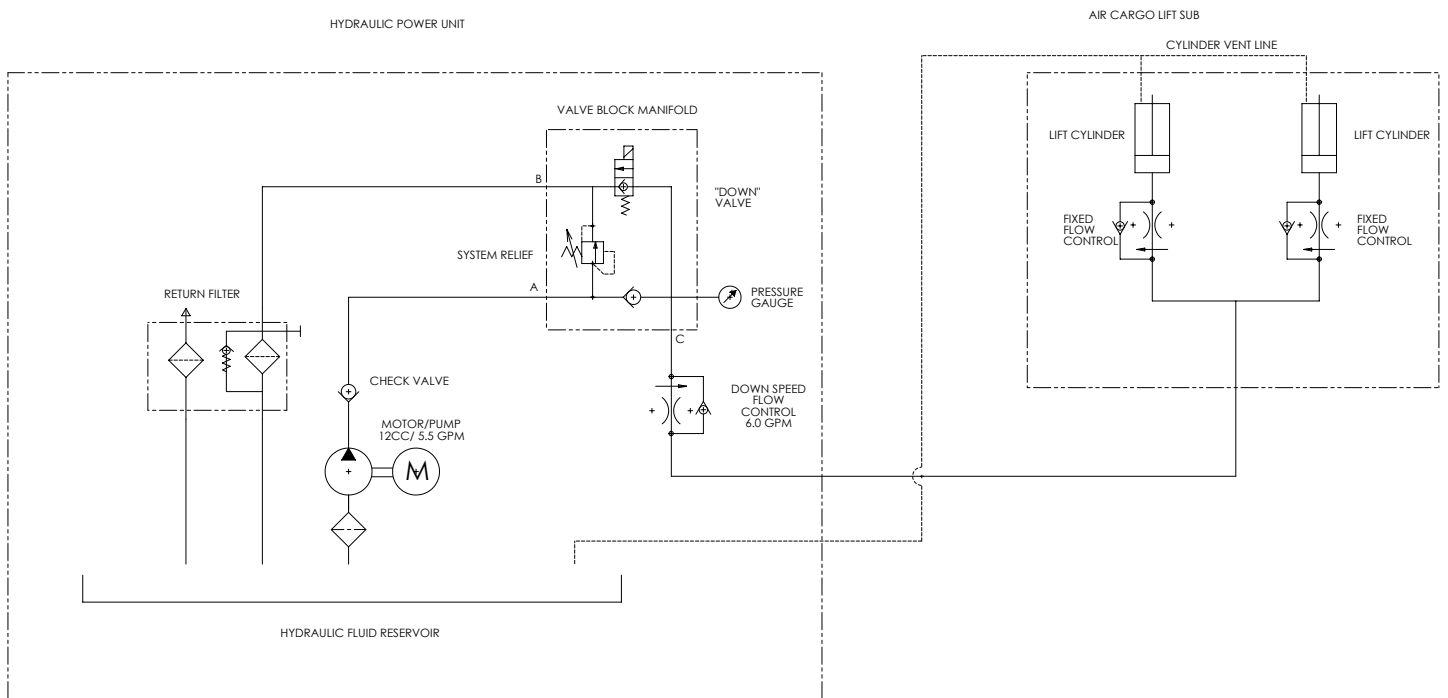 HYDRAULIC POWER UNIT
AIR CARGO LIFT SUB
CYLINDER VENT LINE
VALVE BLOCK MANIFOLD
LIFT CYLINDER
LIFT CYLINDER
B
"DOWN"
VALVE
FIXED
FLOW
CONTROL
FIXED
FLOW
CONTROL
SYSTEM RELIEF
A
RETURN FILTER
PRESSURE
GAUGE
C
CHECK VALVE
DOWN SPEED
FLOW
CONTROL
6.0 GPM
MOTOR/PUMP
12CC/ 5.5 GPM
M
HYDRAULIC FLUID RESERVOIR